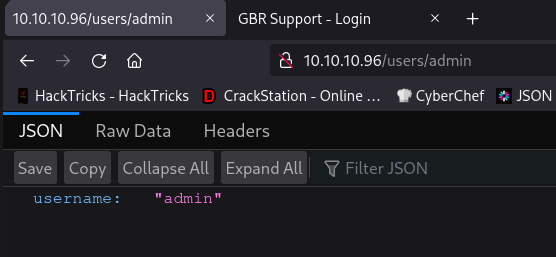 10.10.10.96/users/admin
GBR Support - Login
10.10.10.96/users/admin
HackTricks - HackTricks
CrackStation - Online ...
CyberChef
JSON
JSON
Raw Data
Headers
Save
Copy
Collapse All
Expand All
Filter JSON
username: "admin"